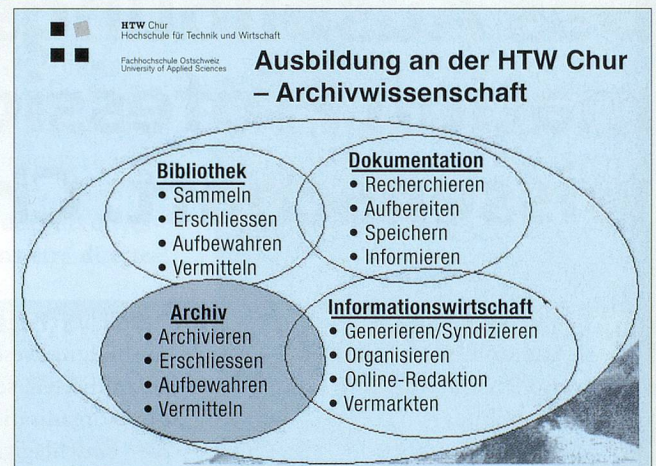 HTW Chur
Hochschule für Technik und Wirtschaft
Fachhochschule Ostschweiz
University of Applied Sciences
Ausbildung an der HTW Chur
– Archivwissenschaft
Bibliothek
• Sammeln
• Erschliessen
• Aufbewahren
• Vermitteln
Dokumentation
• Recherchieren
• Aufbereiten
• Speichern
• Informieren
Archiv
• Archivieren
• Erschliessen
• Aufbewahren
• Vermitteln
Informationswirtschaft
• Generieren/Syndizieren
• Organisieren
• Online-Redaktion
• Vermarkten